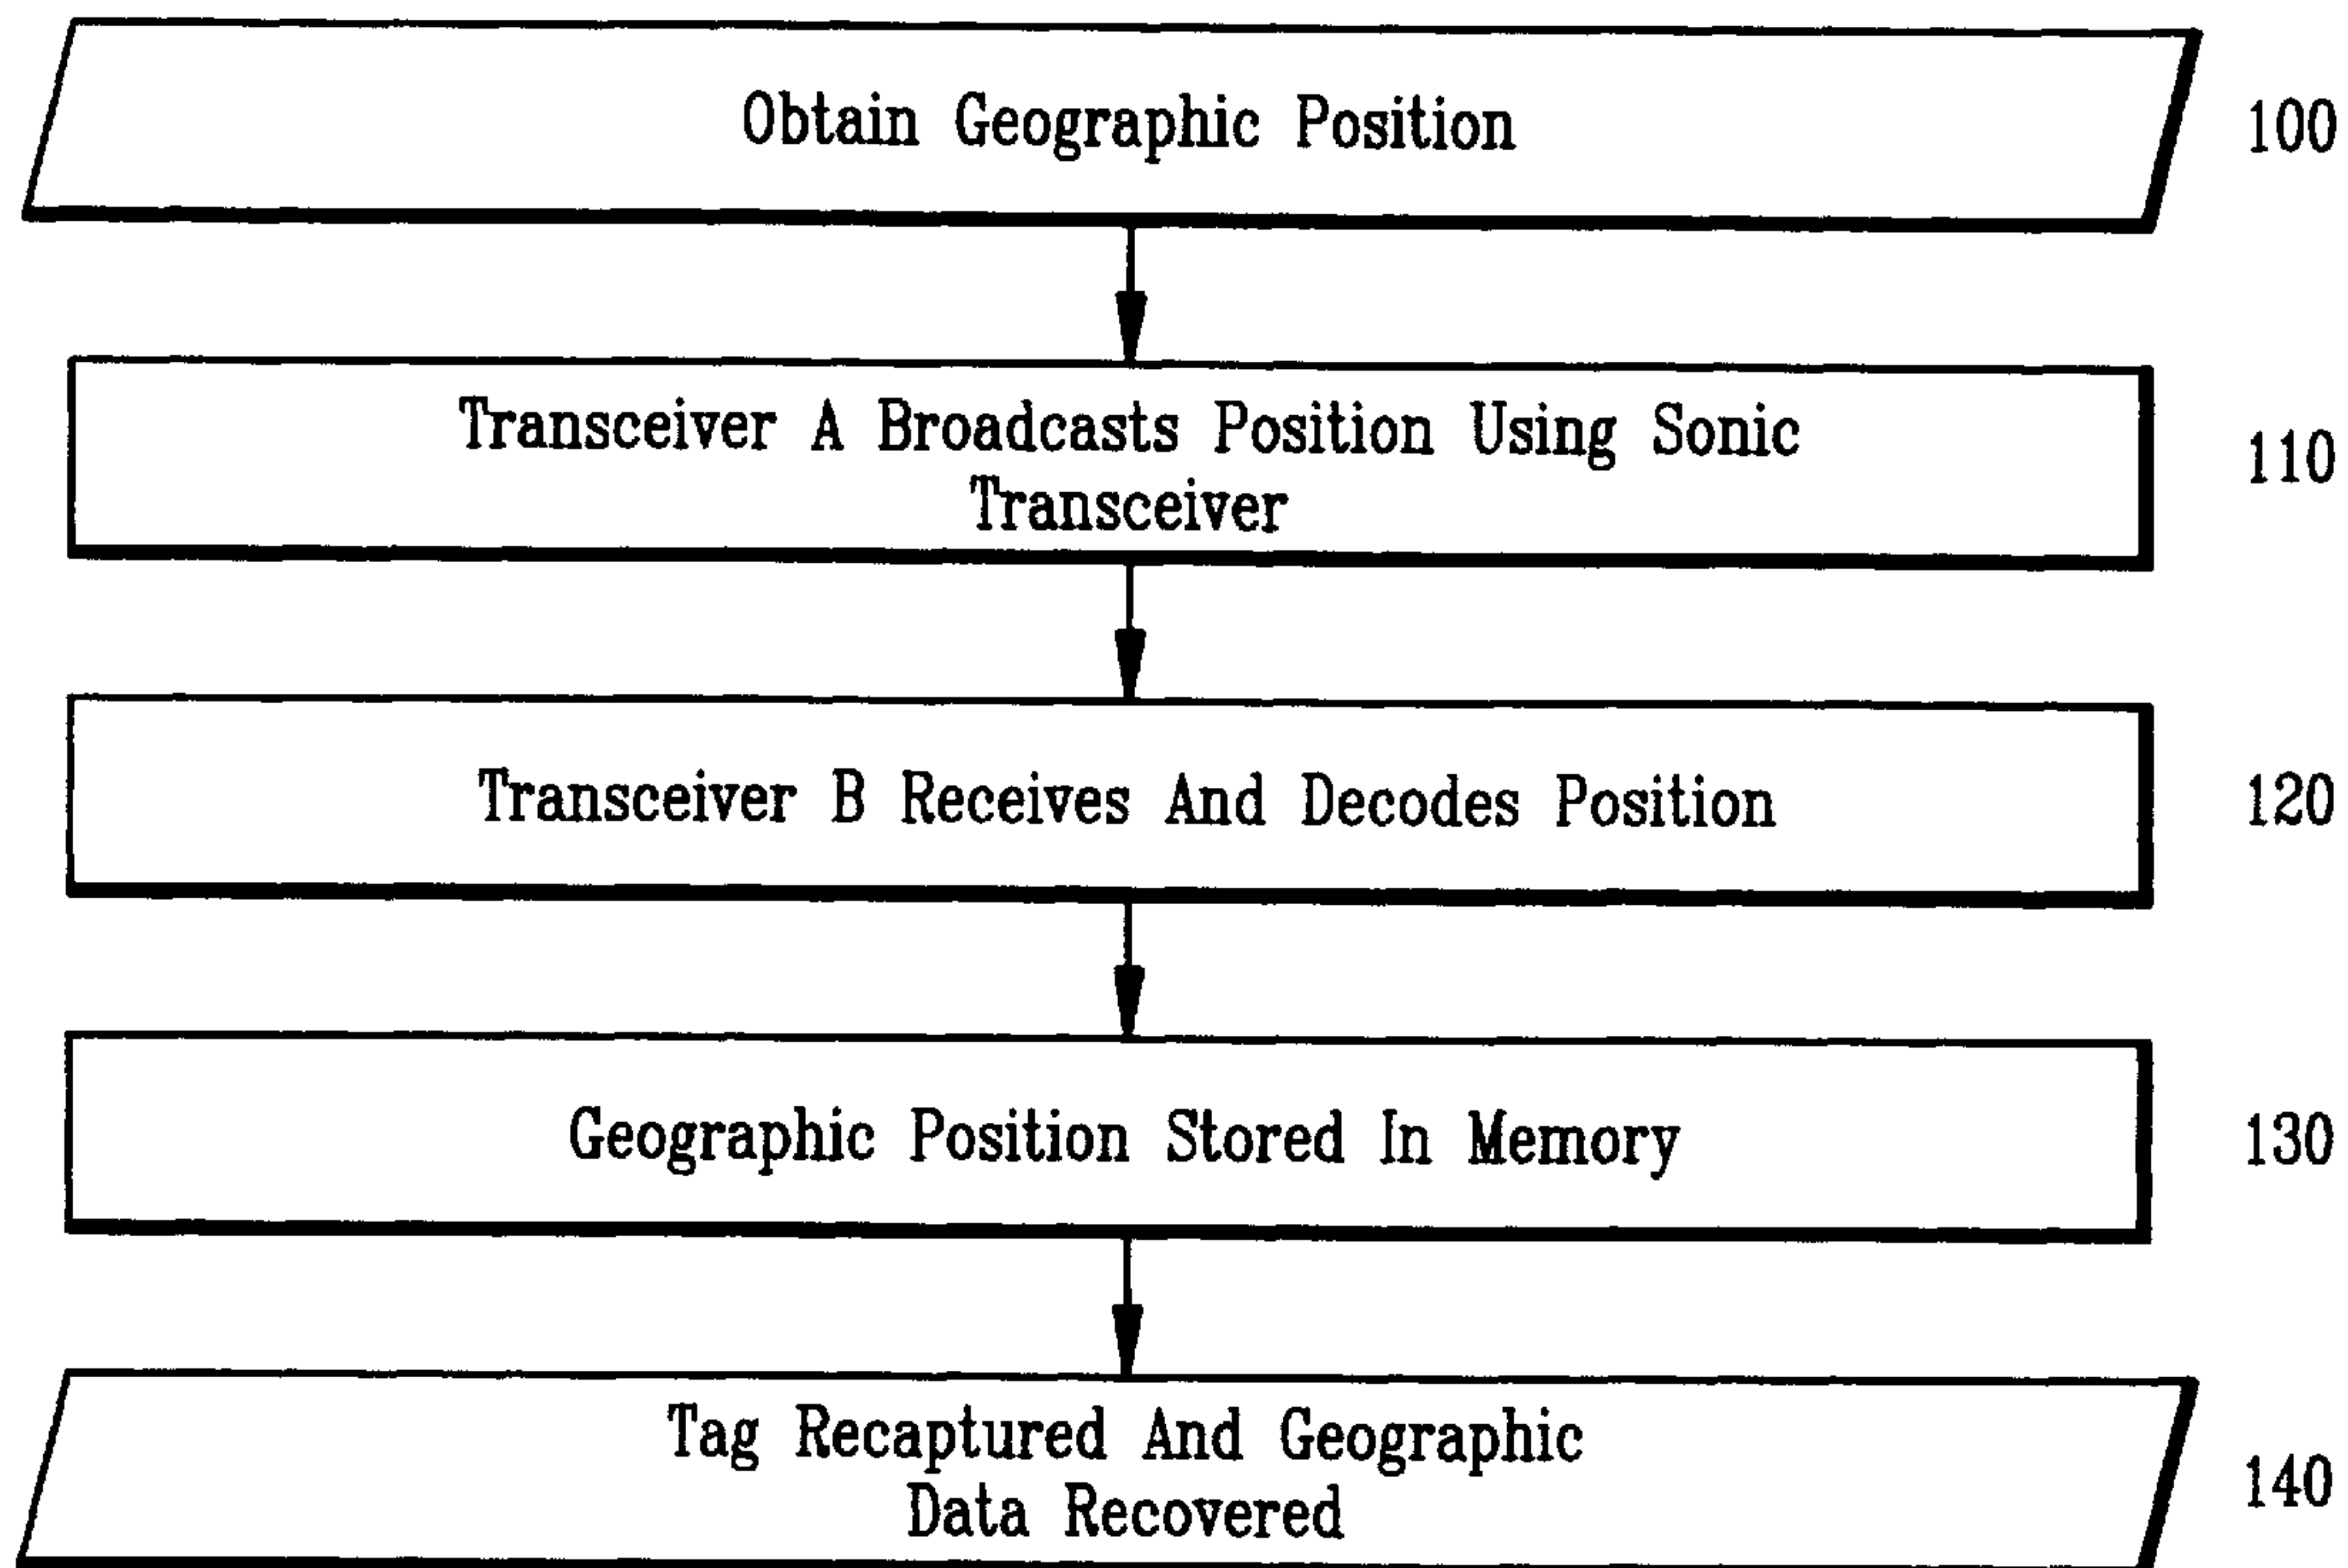 Obtain Geographic Position
100
Transceiver A Broadcasts Position Using Sonic
Transceiver
110
Transceiver B Receives And Decodes Position
120
Geographic Position Stored In Memory
130
Tag Recaptured And Geographic
Data Recovered
140